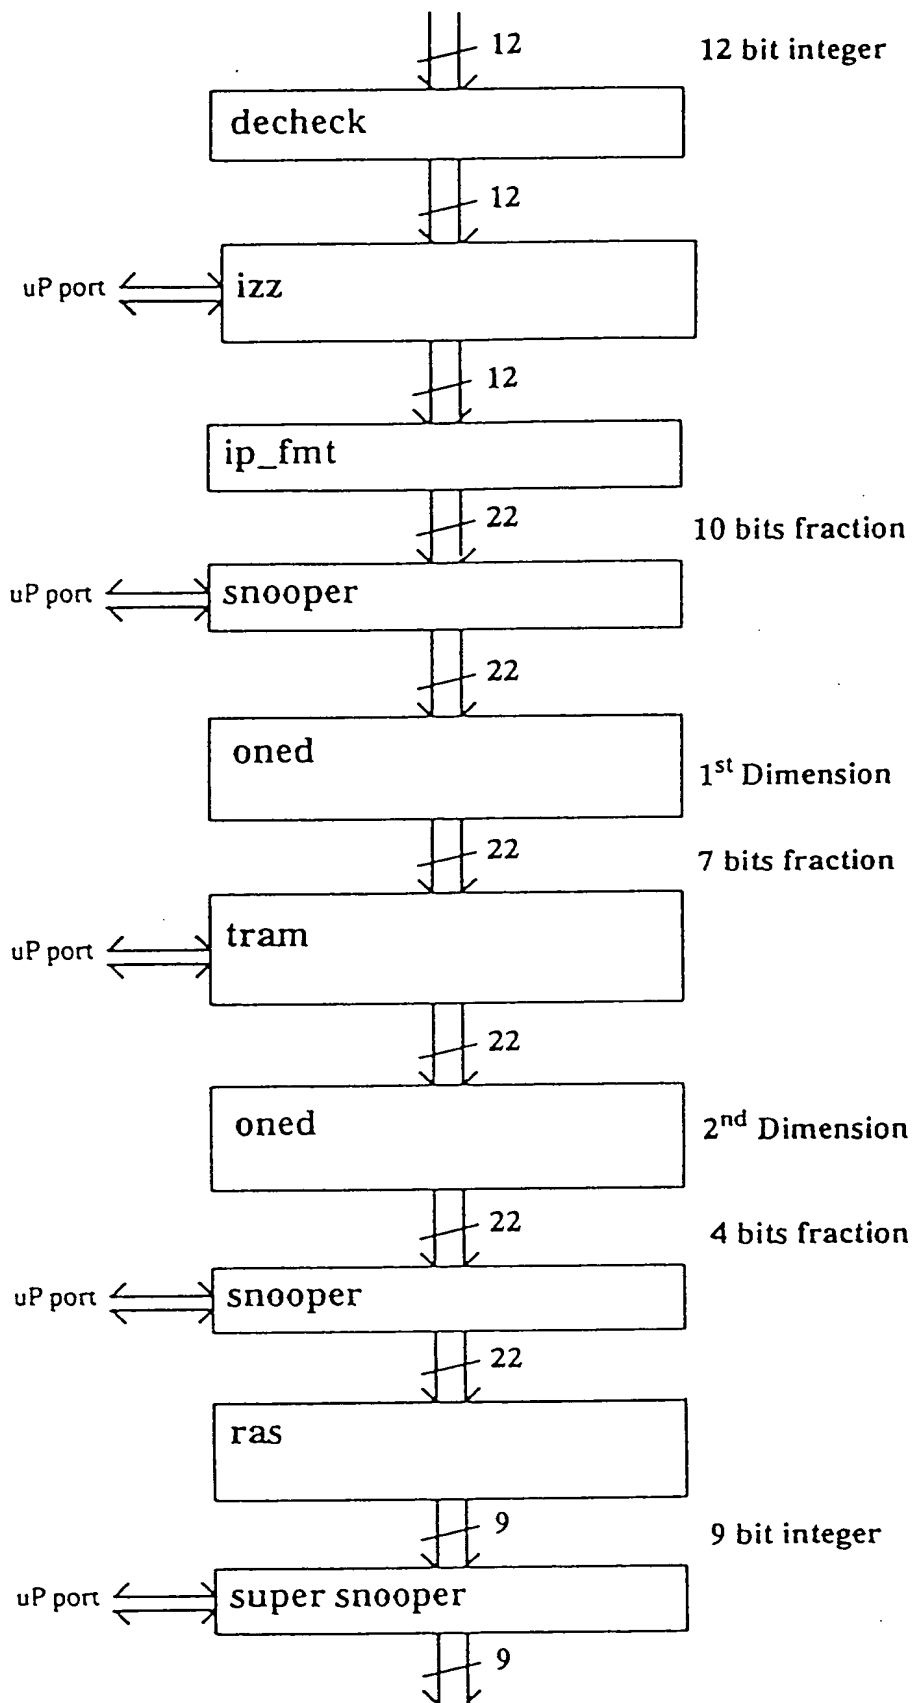 12
12 bit integer
decheck
12
uP port
izz
12
ip_fmt
22
10 bits fraction
uP port
snooper
22
oned
1st Dimension
22
7 bits fraction
uP port
tram
22
oned
2nd Dimension
22
4 bits fraction
uP port
snooper
22
ras
9
9 bit integer
uP port
super snooper
9